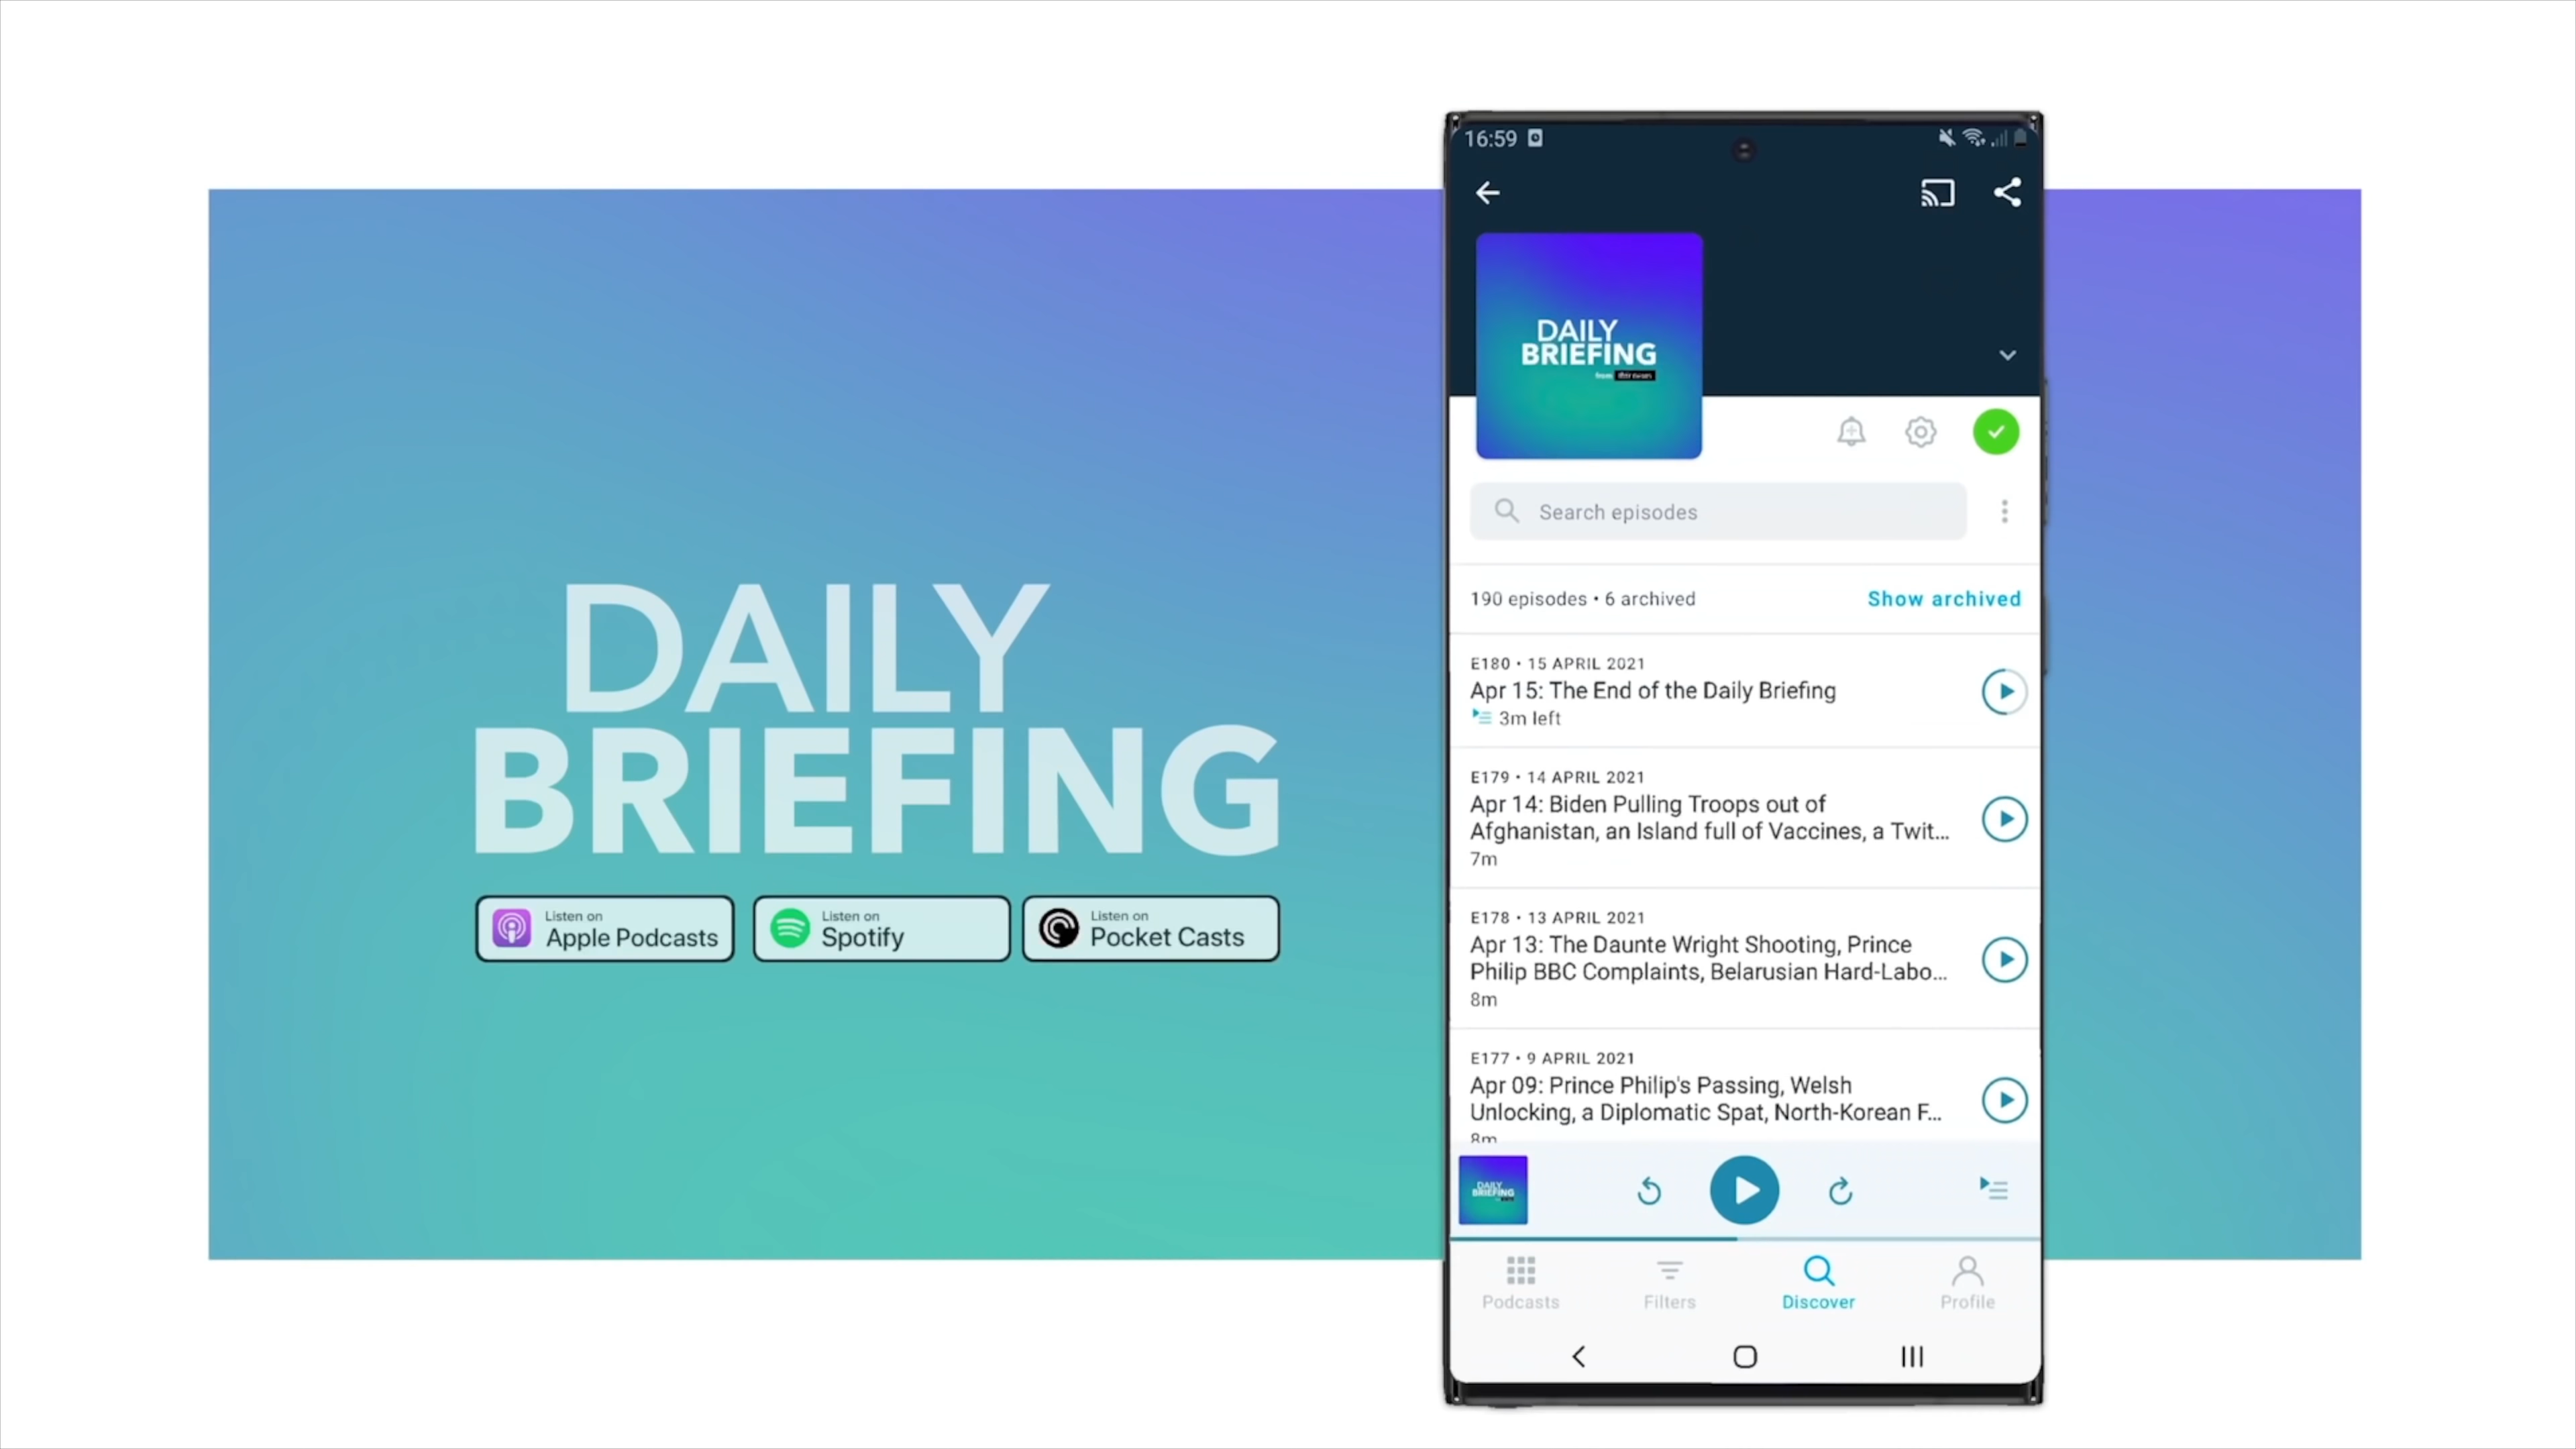 DAILY
BRIEFING
Listen on
Apple Podcasts
Listen on
Spotify
Listen on
Pocket Casts
16:59
DAILY
BRIEFING
from
Search episodes
190 episodes • 6 archived
Show archived
E180 • 15 APRIL 2021
Apr 15: The End of the Daily Briefing
3m left
E179 • 14 APRIL 2021
Apr 14: Biden Pulling Troops out of
Afghanistan, an Island full of Vaccines, a Twit...
7m
E178 • 13 APRIL 2021
Apr 13: The Daunte Wright Shooting, Prince
Philip BBC Complaints, Belarusian Hard-Labo...
8m
E177 • 9 APRIL 2021
Apr 09: Prince Philip's Passing, Welsh
Unlocking, a Diplomatic Spat, North-Korean F...
8m
DAILY
BRIEFING
Podcasts
Filters
Discover
Profile